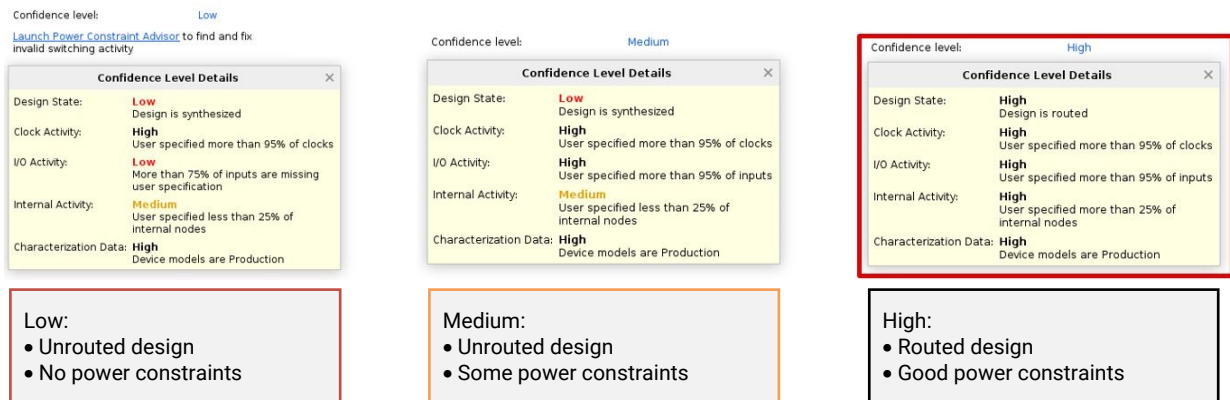 Confidence level: Low
Launch Power Constraint Advisor to find and fix
invalid switching activity
Confidence Level Details ×
Design State: Low
Design is synthesized
Clock Activity: High
User specified more than 95% of clocks
I/O Activity: Low
More than 75% of inputs are missing
user specification
Internal Activity: Medium
User specified less than 25% of
internal nodes
Characterization Data: High
Device models are Production
Low:
• Unrouted design
• No power constraints
Confidence level: Medium
Confidence Level Details ×
Design State: Low
Design is synthesized
Clock Activity: High
User specified more than 95% of clocks
I/O Activity: High
User specified more than 95% of inputs
Internal Activity: Medium
User specified less than 25% of
internal nodes
Characterization Data: High
Device models are Production
Medium:
• Unrouted design
• Some power constraints
Confidence level: High
Confidence Level Details ×
Design State: High
Design is routed
Clock Activity: High
User specified more than 95% of clocks
I/O Activity: High
User specified more than 95% of inputs
Internal Activity: High
User specified more than 25% of
internal nodes
Characterization Data: High
Device models are Production
High:
• Routed design
• Good power constraints